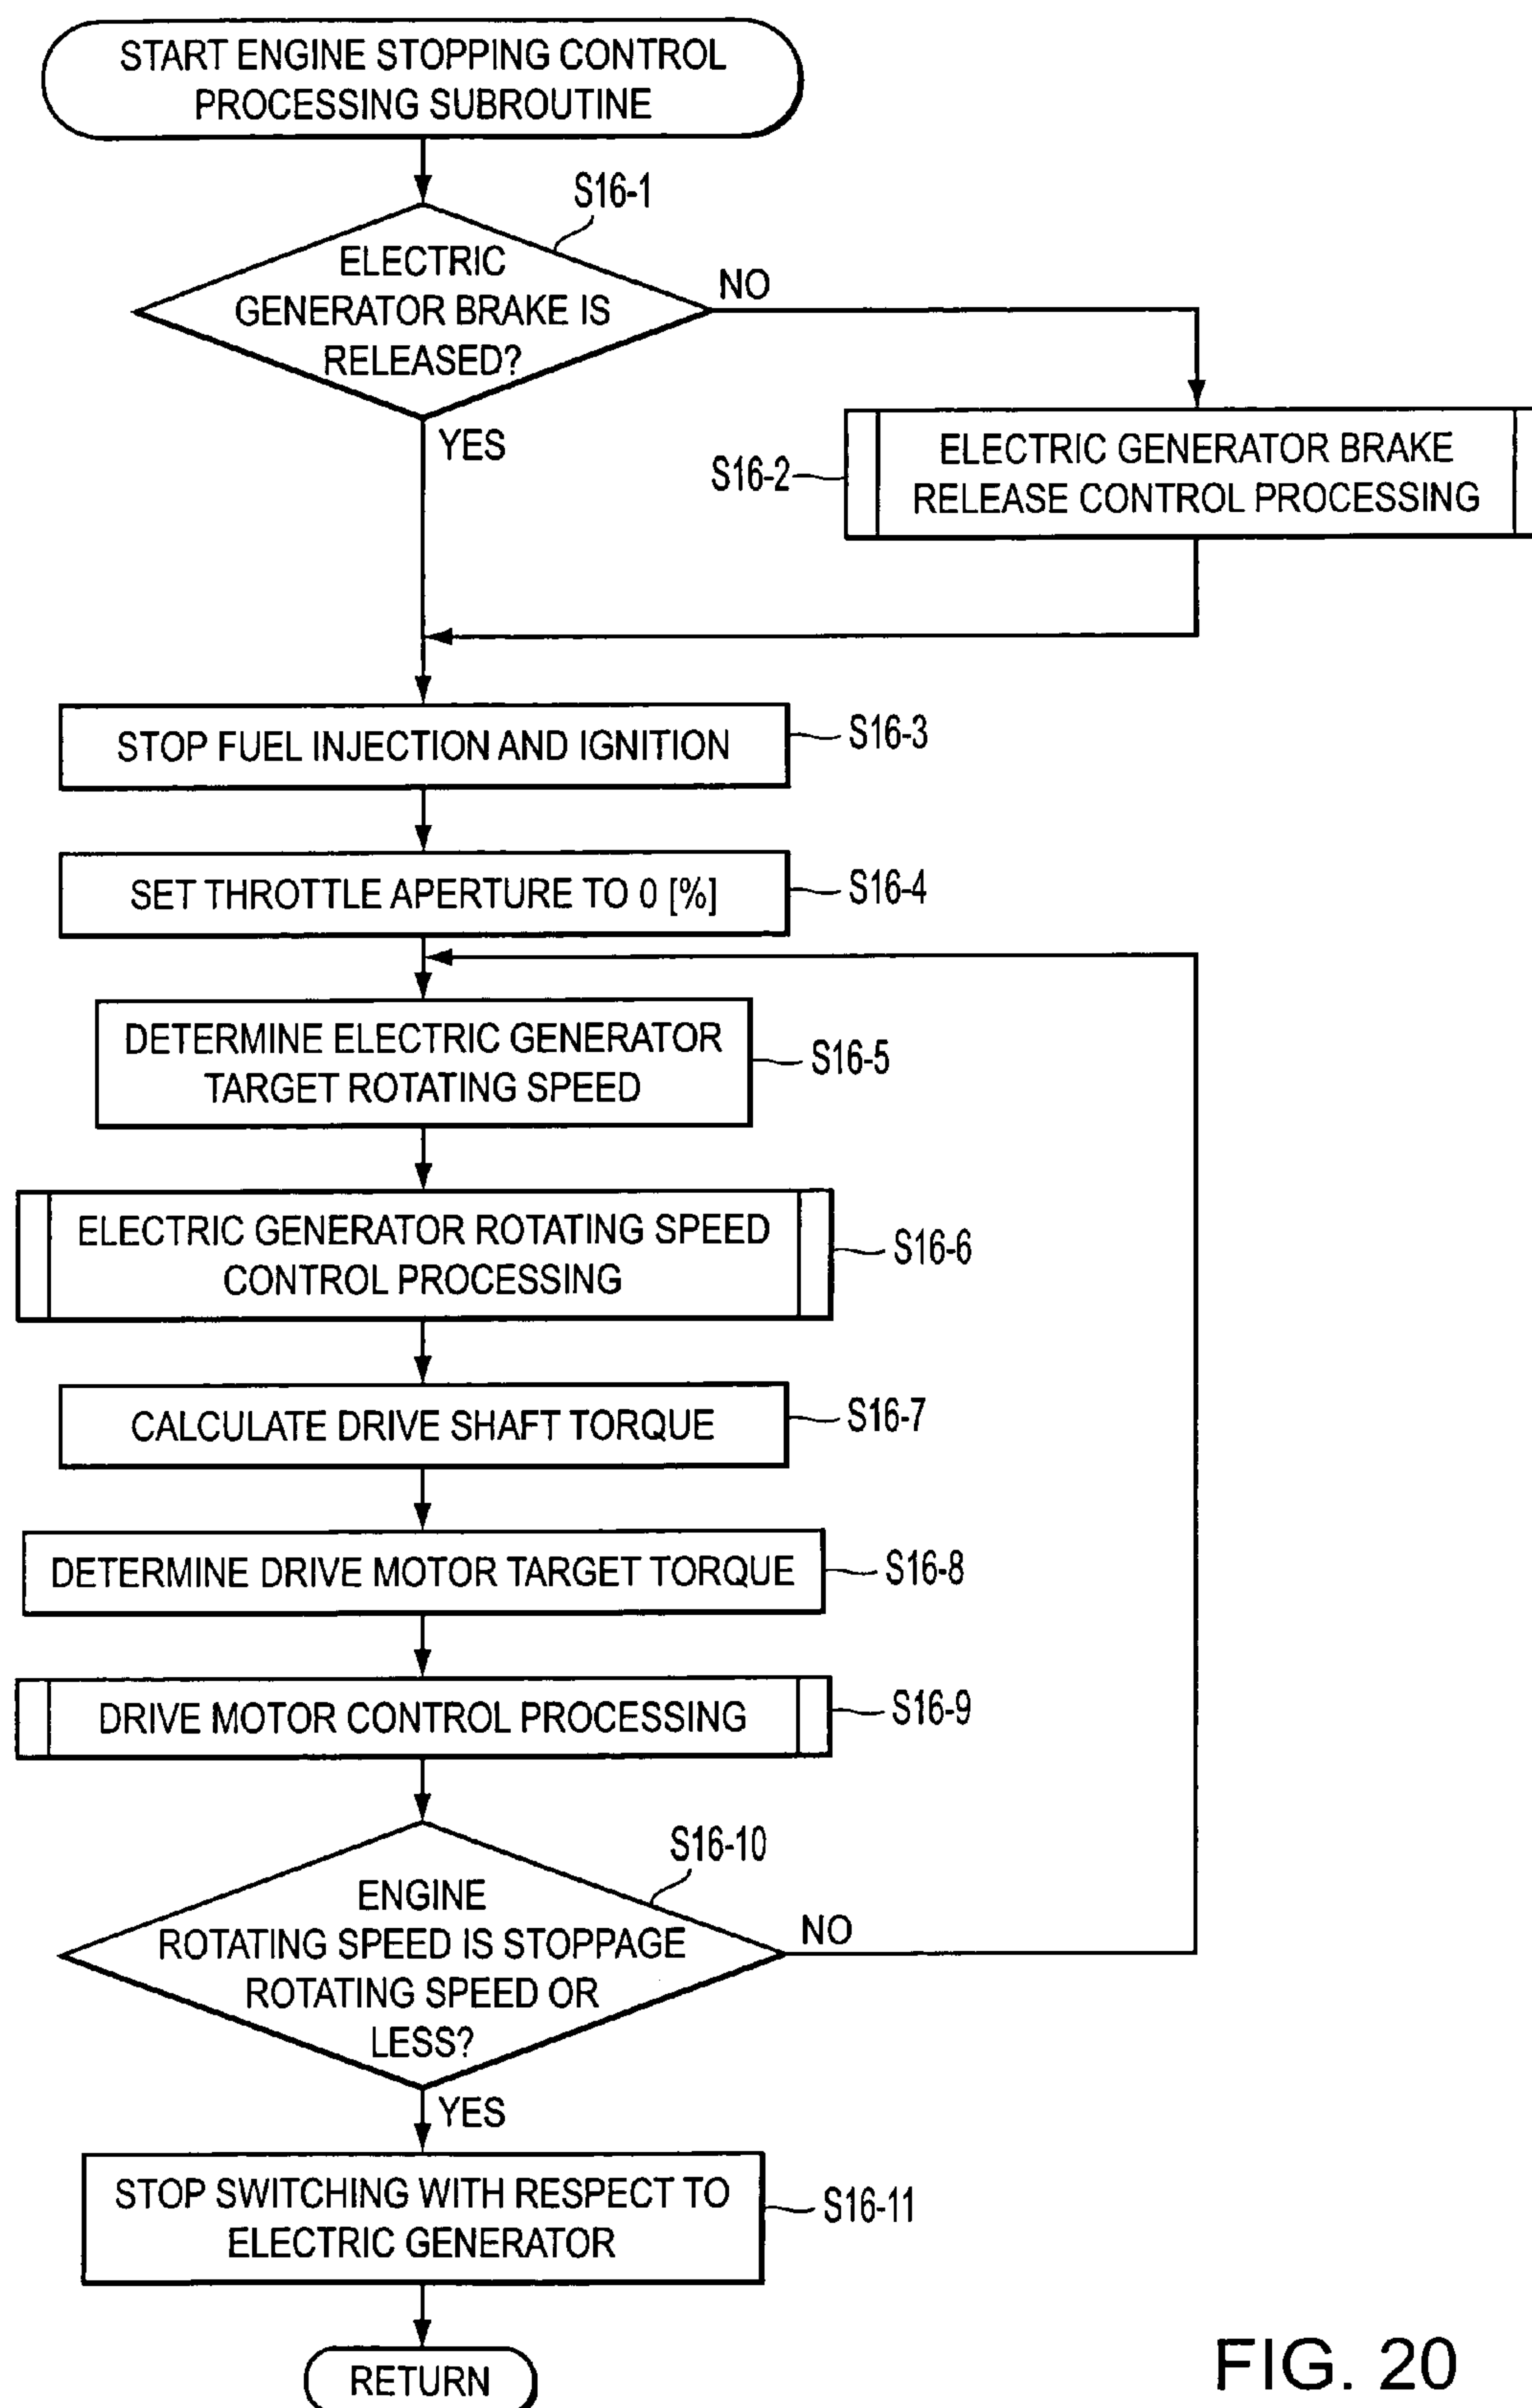 START ENGINE STOPPING CONTROL
PROCESSING SUBROUTINE
S16-1
ELECTRIC
GENERATOR BRAKE IS
RELEASED?
NO
YES
S16-2
ELECTRIC GENERATOR BRAKE
RELEASE CONTROL PROCESSING
STOP FUEL INJECTION AND IGNITION
S16-3
SET THROTTLE APERTURE TO 0 [%]
S16-4
DETERMINE ELECTRIC GENERATOR
TARGET ROTATING SPEED
S16-5
ELECTRIC GENERATOR ROTATING SPEED
CONTROL PROCESSING
S16-6
CALCULATE DRIVE SHAFT TORQUE
S16-7
DETERMINE DRIVE MOTOR TARGET TORQUE
S16-8
DRIVE MOTOR CONTROL PROCESSING
S16-9
S16-10
ENGINE
ROTATING SPEED IS STOPPAGE
ROTATING SPEED OR
LESS?
NO
YES
STOP SWITCHING WITH RESPECT TO
ELECTRIC GENERATOR
S16-11
RETURN
FIG. 20